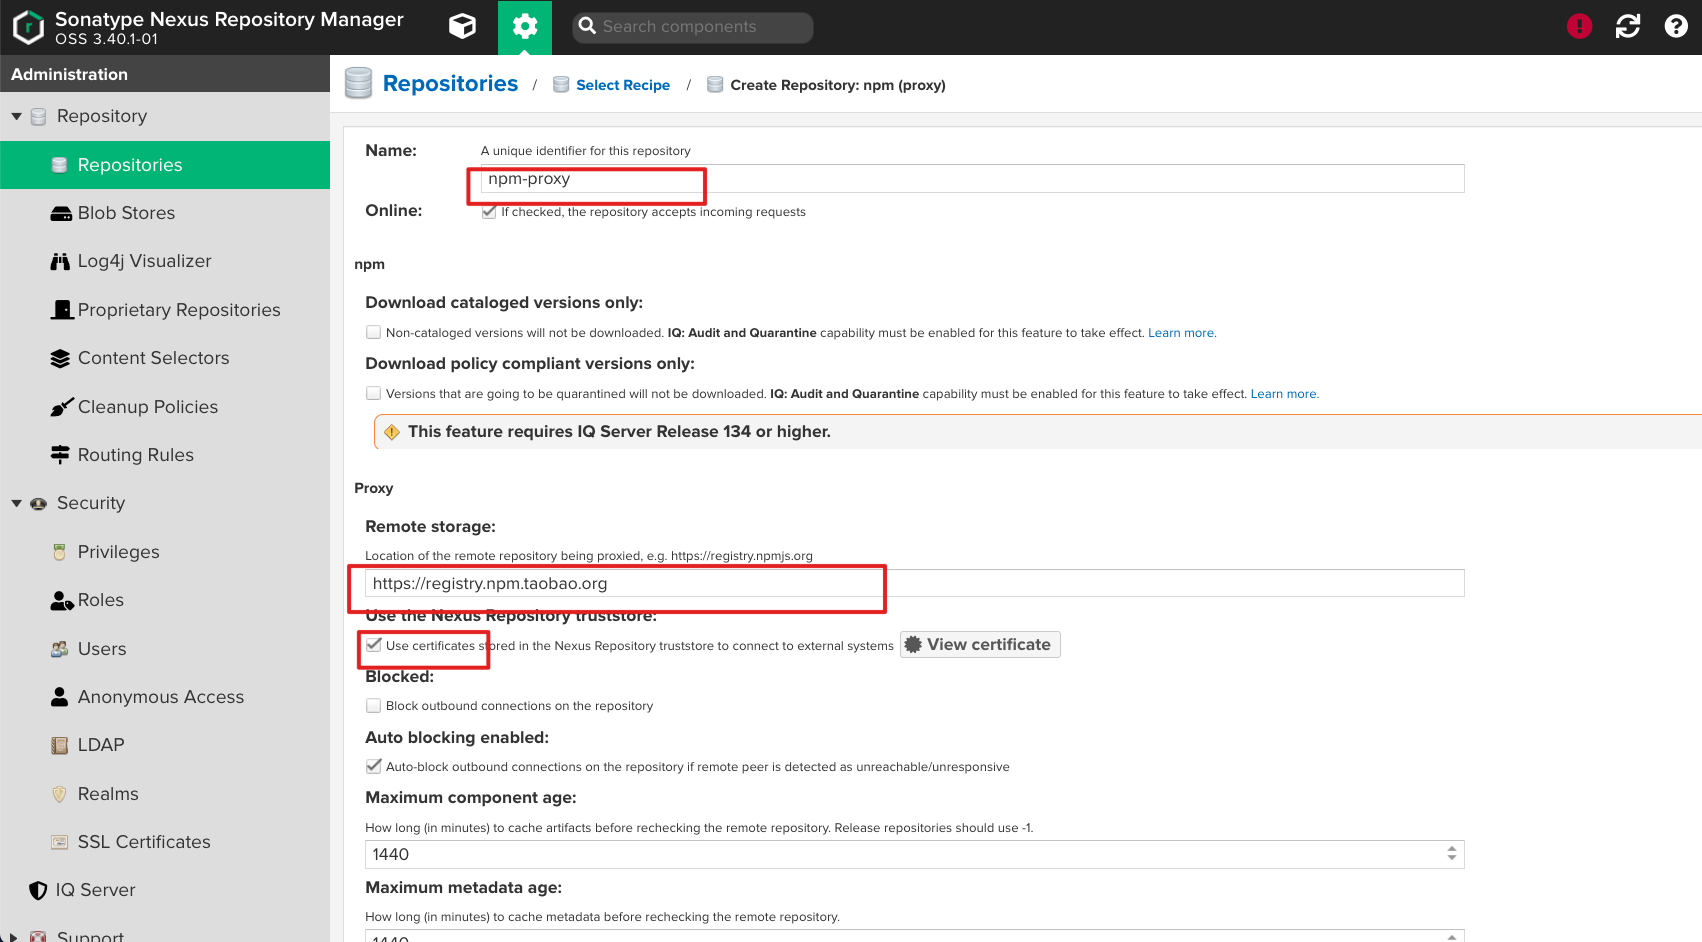 Sonatype Nexus Repository Manager
OSS 3.40.1-01
Search components
Administration
Repository
Repositories
Blob Stores
Log4j Visualizer
Proprietary Repositories
Content Selectors
Cleanup Policies
Routing Rules
Security
Privileges
Roles
Users
Anonymous Access
LDAP
Realms
SSL Certificates
IQ Server
Support
Repositories / Select Recipe / Create Repository: npm (proxy)
Name: A unique identifier for this repository
npm-proxy
Online: If checked, the repository accepts incoming requests
npm
Download cataloged versions only:
Non-cataloged versions will not be downloaded. IQ: Audit and Quarantine capability must be enabled for this feature to take effect. Learn more.
Download policy compliant versions only:
Versions that are going to be quarantined will not be downloaded. IQ: Audit and Quarantine capability must be enabled for this feature to take effect. Learn more.
This feature requires IQ Server Release 134 or higher.
Proxy
Remote storage:
Location of the remote repository being proxied, e.g. https://registry.npmjs.org
https://registry.npm.taobao.org
Use the Nexus Repository truststore:
Use certificates stored in the Nexus Repository truststore to connect to external systems View certificate
Blocked:
Block outbound connections on the repository
Auto blocking enabled:
Auto-block outbound connections on the repository if remote peer is detected as unreachable/unresponsive
Maximum component age:
How long (in minutes) to cache artifacts before rechecking the remote repository. Release repositories should use -1.
1440
Maximum metadata age:
How long (in minutes) to cache metadata before rechecking the remote repository.
1440